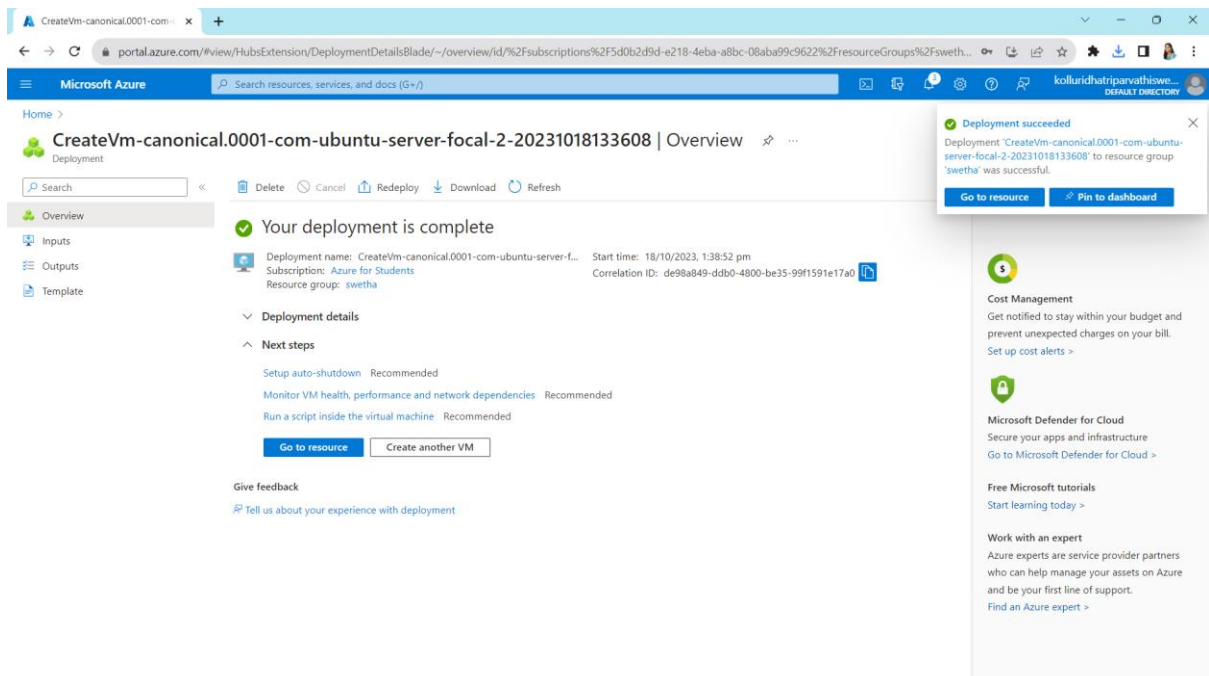 CreateVm-canonical.0001-com-
portal.azure.com/#view/HubsExtension/DeploymentDetailsBlade/~/overview/id/%2Fsubscriptions%2F5d0b2d9d-e218-4eba-a8bc-08aba99c9622%2FresourceGroups%2Fsweth...
Microsoft Azure
Search resources, services, and docs (G+/)
1
kolluridhatriparvathiswe...
DEFAULT DIRECTORY
Home >
CreateVm-canonical.0001-com-ubuntu-server-focal-2-20231018133608 | Overview
Deployment
Deployment succeeded
Deployment 'CreateVm-canonical.0001-com-ubuntu-
server-focal-2-20231018133608' to resource group
'swetha' was successful.
Go to resource
Pin to dashboard
Search
Delete
Cancel
Redeploy
Download
Refresh
Overview
Inputs
Outputs
Template
Your deployment is complete
Deployment name: CreateVm-canonical.0001-com-ubuntu-server-f...
Subscription: Azure for Students
Resource group: swetha
Start time: 18/10/2023, 1:38:52 pm
Correlation ID: de98a849-ddb0-4800-be35-99f1591e17a0
Deployment details
Next steps
Setup auto-shutdown Recommended
Monitor VM health, performance and network dependencies Recommended
Run a script inside the virtual machine Recommended
Go to resource
Create another VM
Give feedback
Tell us about your experience with deployment
Cost Management
Get notified to stay within your budget and
prevent unexpected charges on your bill.
Set up cost alerts >
Microsoft Defender for Cloud
Secure your apps and infrastructure
Go to Microsoft Defender for Cloud >
Free Microsoft tutorials
Start learning today >
Work with an expert
Azure experts are service provider partners
who can help manage your assets on Azure
and be your first line of support.
Find an Azure expert >